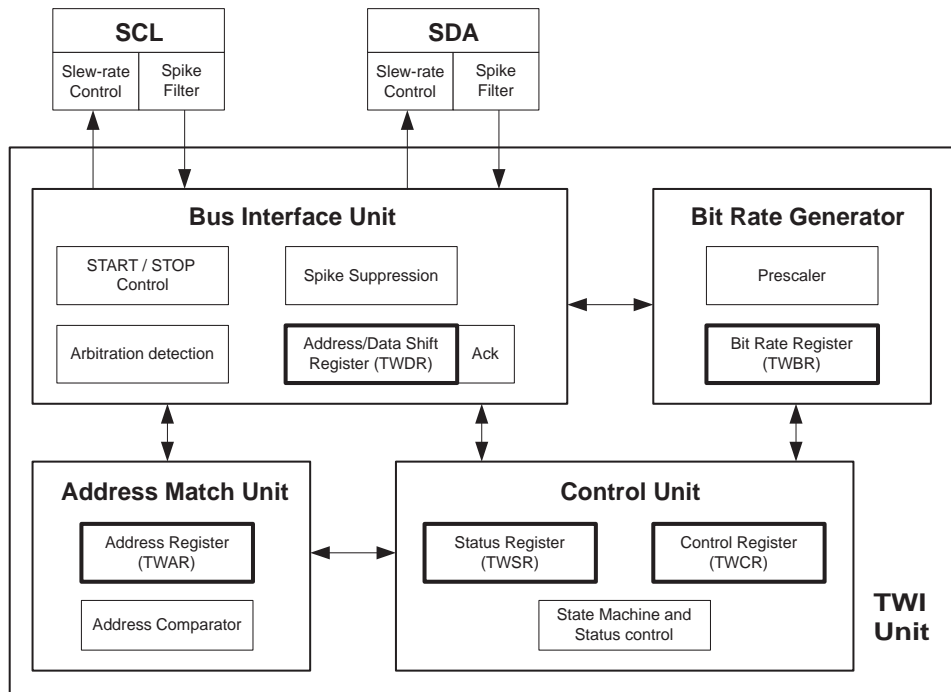 SCL
Slew-rate
Control
Spike
Filter
SDA
Slew-rate
Control
Spike
Filter
Bus Interface Unit
START / STOP
Control
Spike Suppression
Arbitration detection
Address/Data Shift
Register (TWDR)
Ack
Bit Rate Generator
Prescaler
Bit Rate Register
(TWBR)
Address Match Unit
Address Register
(TWAR)
Address Comparator
Control Unit
Status Register
(TWSR)
Control Register
(TWCR)
State Machine and
Status control
TWI
Unit